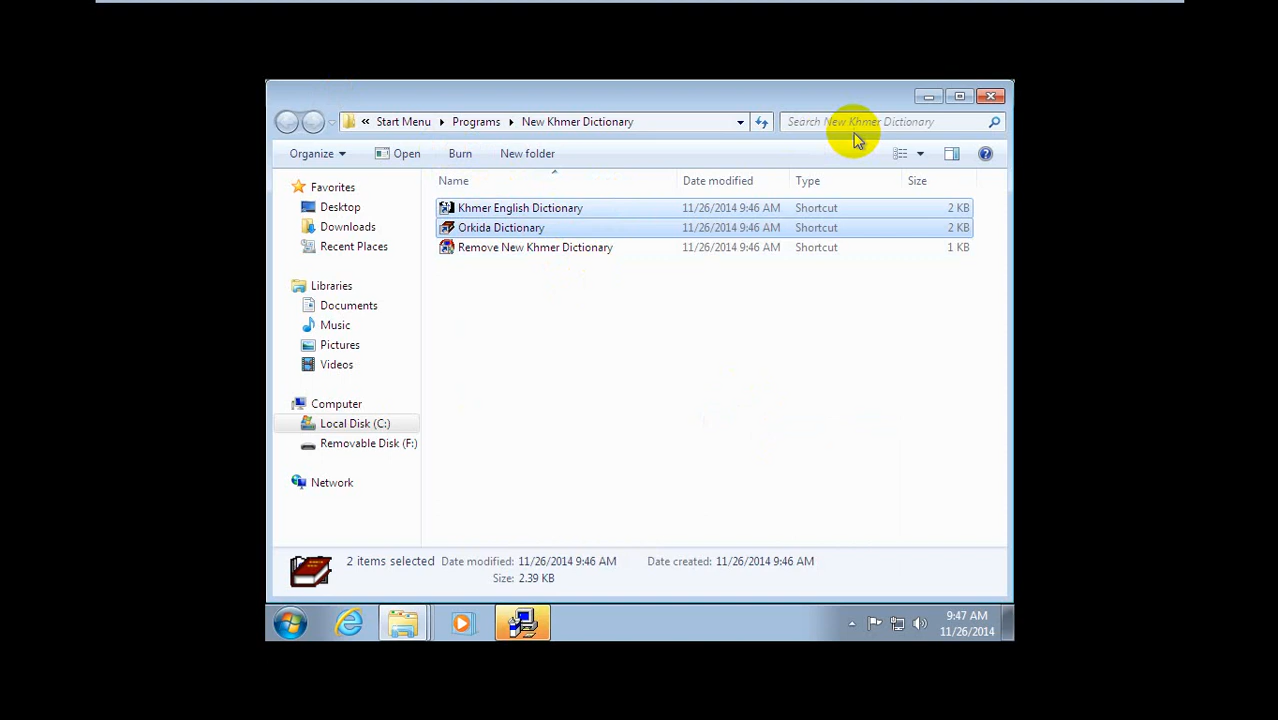 Start Menu Programs New Khmer Dictionary Search New Khmer Dictionary
Organize Open Burn New folder
Name Date modified Type Size
Favorites
Desktop
Downloads
Recent Places
Libraries
Documents
Music
Pictures
Videos
Computer
Local Disk (C:)
Removable Disk (F:)
Network
Khmer English Dictionary 11/26/2014 9:46 AM Shortcut 2 KB
Orkida Dictionary 11/26/2014 9:46 AM Shortcut 2 KB
Remove New Khmer Dictionary 11/26/2014 9:46 AM Shortcut 1 KB
2 items selected Date modified: 11/26/2014 9:46 AM Date created: 11/26/2014 9:46 AM
Size: 2.39 KB
9:47 AM
11/26/2014